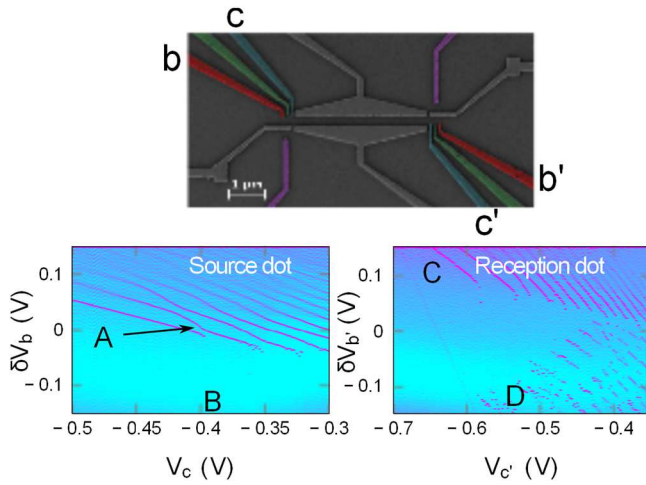 c
b
1 µm
b'
c'
Source dot
Reception dot
A
B
C
D
0.1
0
− 0.1
δV_b (V)
− 0.5
− 0.45
− 0.4
− 0.35
− 0.3
V_c (V)
0.1
0
− 0.1
δV_b' (V)
− 0.7
− 0.6
− 0.5
− 0.4
V_c' (V)